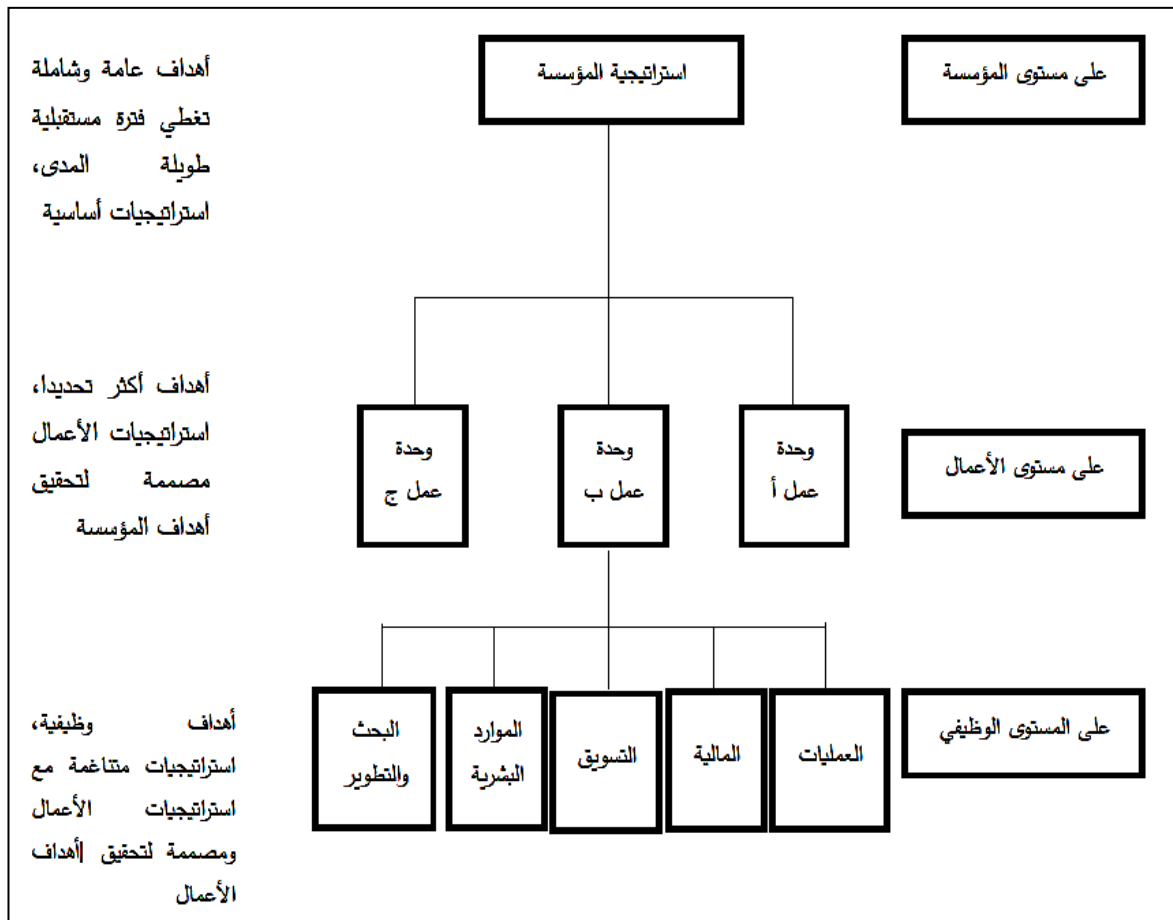 على مستوى المؤسسة
استراتيجية المؤسسة
أهداف عامة وشاملة
تغطي فترة مستقبلية
طويلة المدى،
استراتيجيات أساسية
على مستوى الأعمال
وحدة
عمل أ
وحدة
عمل ب
وحدة
عمل ج
أهداف أكثر تحديدا،
استراتيجيات الأعمال
مصممة لتحقيق
أهداف المؤسسة
على المستوى الوظيفي
العمليات
المالية
التسويق
الموارد
البشرية
البحث
والتطوير
أهداف وظيفية،
استراتيجيات متناغمة مع
استراتيجيات الأعمال
ومصممة لتحقيق أهداف
الأعمال